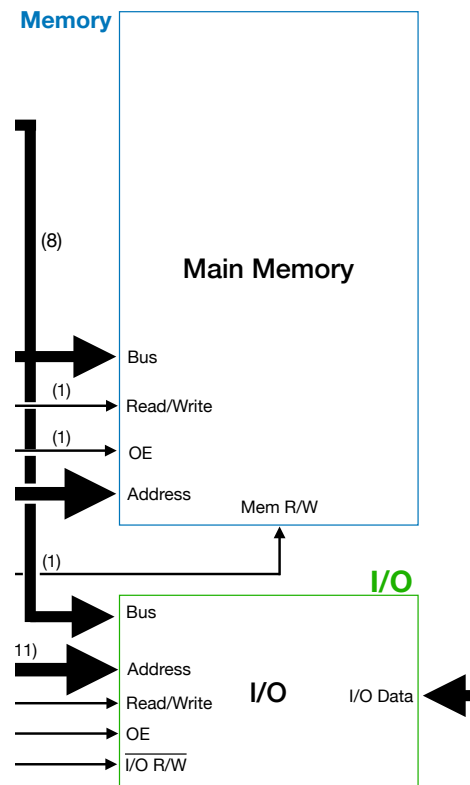 Memory
(8)
Main Memory
Bus
(1)
Read/Write
(1)
OE
Address
Mem R/W
(1)
I/O
Bus
11)
Address
I/O
I/O Data
Read/Write
OE
I/O R/W